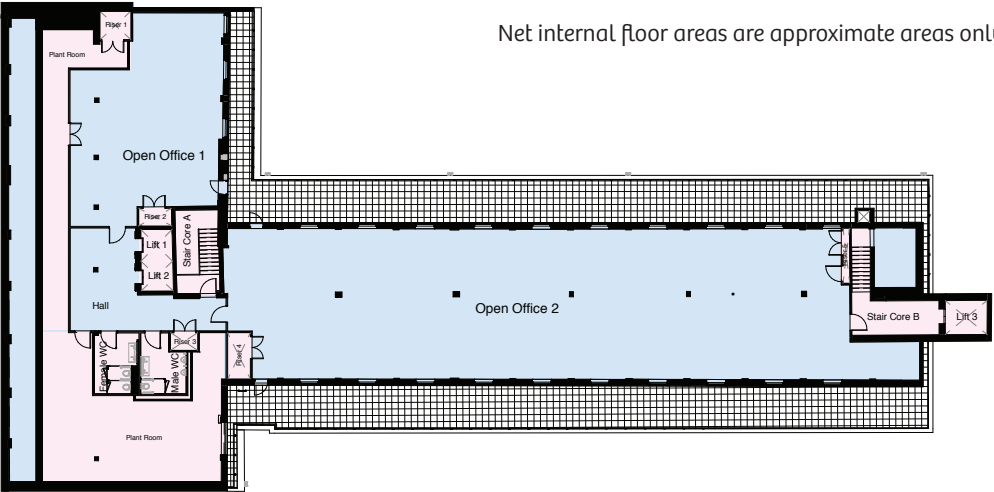 Net internal floor areas are approximate areas only
Riser 1
Plant Room
Open Office 1
Riser 2
Stair Core A
Lift 1
Lift 2
Hall
Open Office 2
Stair Core B
Lift 3
Riser 3
Riser 4
Female WC
Male WC
Plant Room